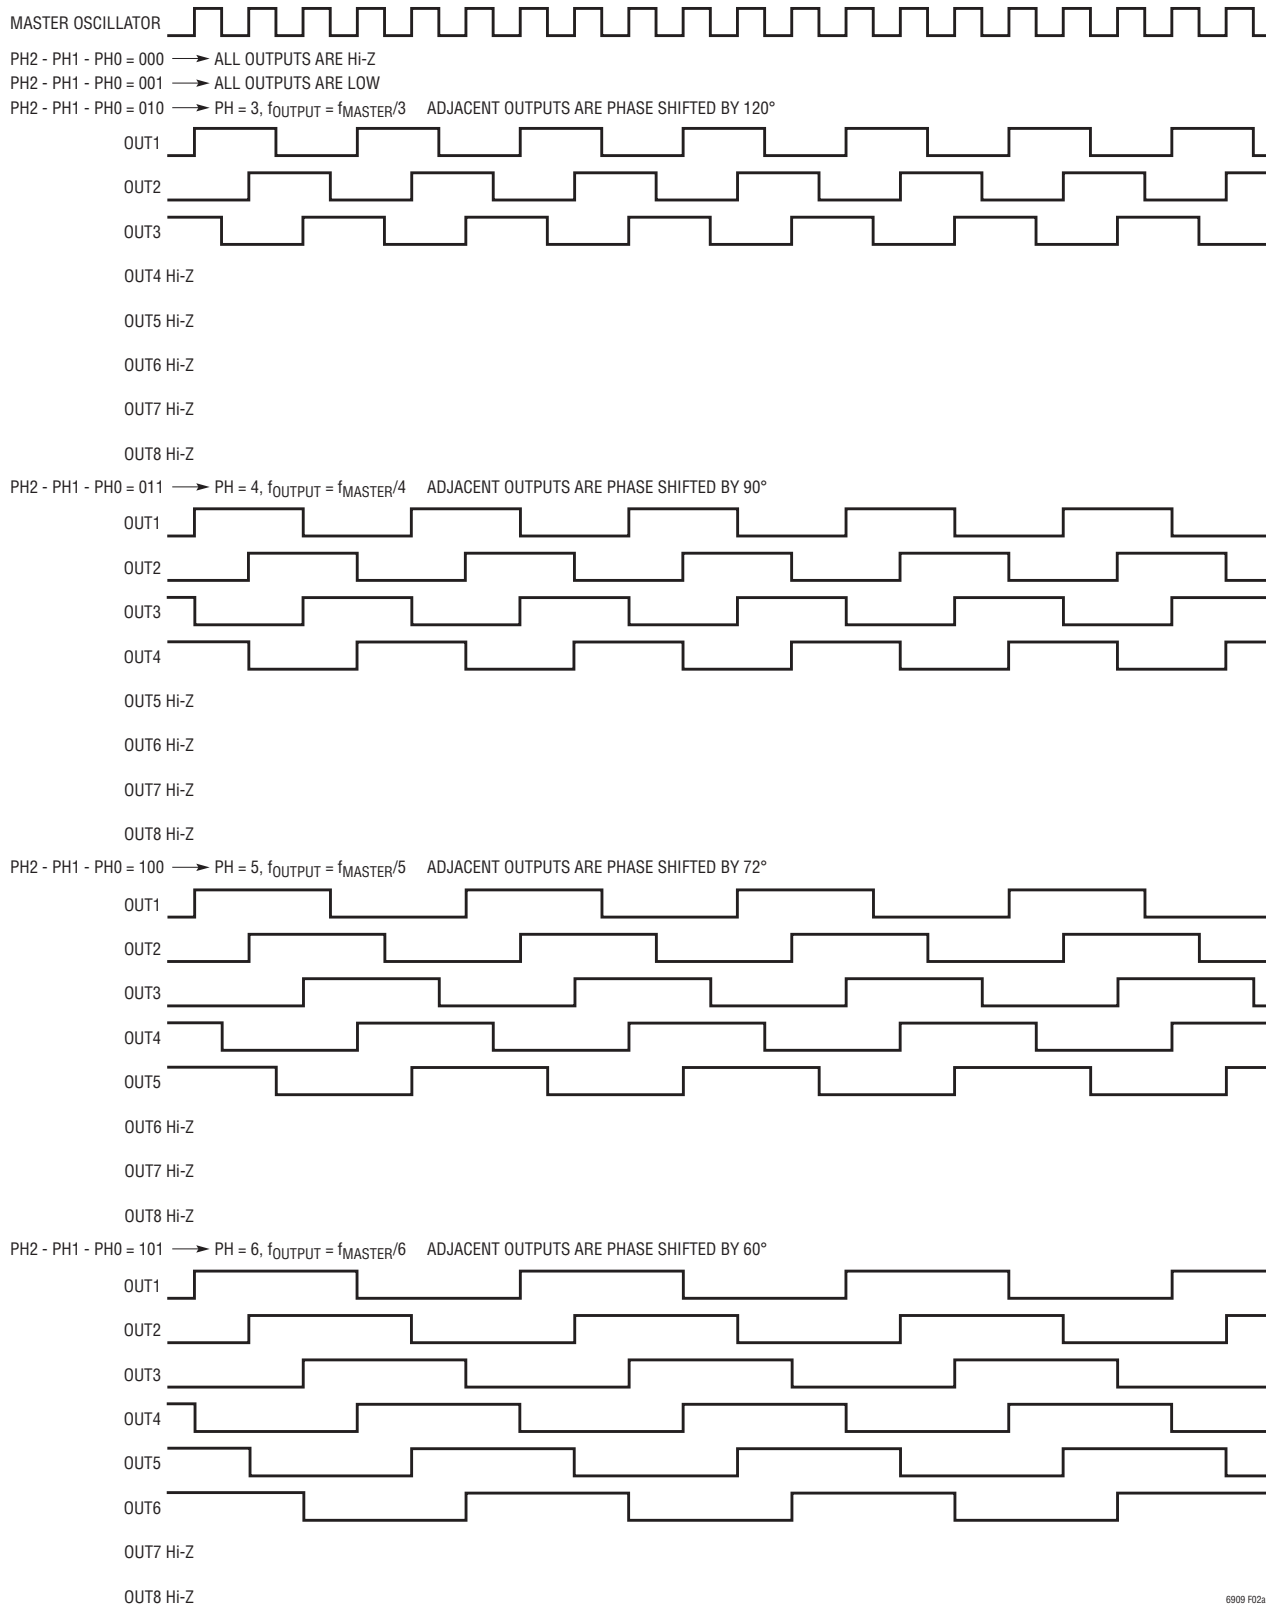 MASTER OSCILLATOR
PH2 - PH1 - PH0 = 000 ⟶ ALL OUTPUTS ARE Hi-Z
PH2 - PH1 - PH0 = 001 ⟶ ALL OUTPUTS ARE LOW
PH2 - PH1 - PH0 = 010 ⟶ PH = 3, fOUTPUT = fMASTER/3 ADJACENT OUTPUTS ARE PHASE SHIFTED BY 120°
OUT1
OUT2
OUT3
OUT4 Hi-Z
OUT5 Hi-Z
OUT6 Hi-Z
OUT7 Hi-Z
OUT8 Hi-Z
PH2 - PH1 - PH0 = 011 ⟶ PH = 4, fOUTPUT = fMASTER/4 ADJACENT OUTPUTS ARE PHASE SHIFTED BY 90°
OUT1
OUT2
OUT3
OUT4
OUT5 Hi-Z
OUT6 Hi-Z
OUT7 Hi-Z
OUT8 Hi-Z
PH2 - PH1 - PH0 = 100 ⟶ PH = 5, fOUTPUT = fMASTER/5 ADJACENT OUTPUTS ARE PHASE SHIFTED BY 72°
OUT1
OUT2
OUT3
OUT4
OUT5
OUT6 Hi-Z
OUT7 Hi-Z
OUT8 Hi-Z
PH2 - PH1 - PH0 = 101 ⟶ PH = 6, fOUTPUT = fMASTER/6 ADJACENT OUTPUTS ARE PHASE SHIFTED BY 60°
OUT1
OUT2
OUT3
OUT4
OUT5
OUT6
OUT7 Hi-Z
OUT8 Hi-Z
6909 F02a